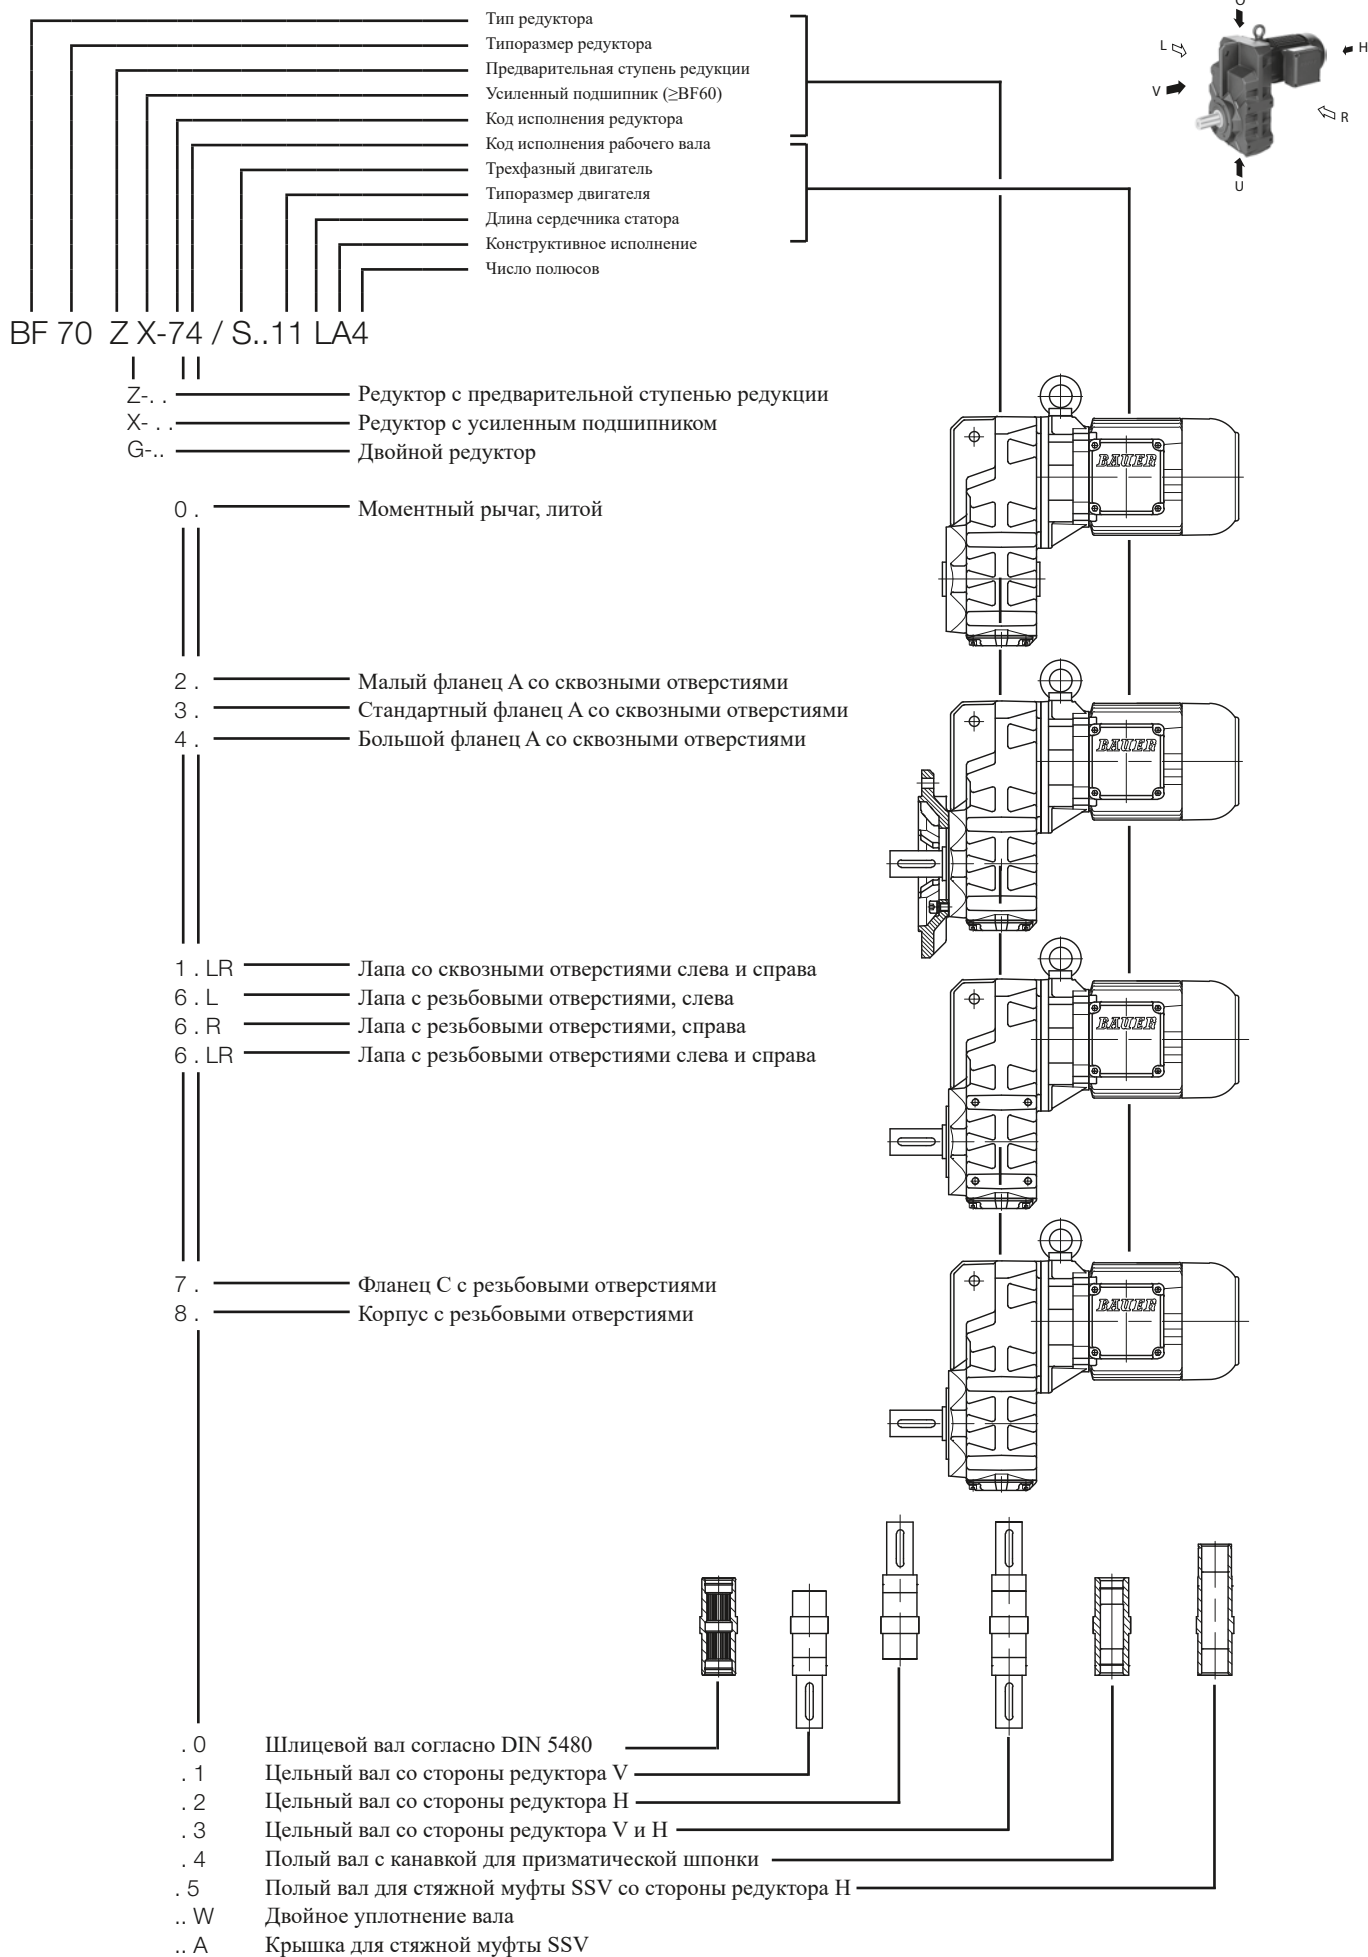 Тип редуктора
Типоразмер редуктора
Предварительная ступень редукции
Усиленный подшипник (≥BF60)
Код исполнения редуктора
Код исполнения рабочего вала
Трехфазный двигатель
Типоразмер двигателя
Длина сердечника статора
Конструктивное исполнение
Число полюсов
O
L
H
V
R
U
BF 70 Z X-74 / S..11 LA4
Z-. . Редуктор с предварительной ступенью редукции
X- . . Редуктор с усиленным подшипником
G-.. Двойной редуктор
0 . Моментный рычаг, литой
BAUER
2 . Малый фланец A со сквозными отверстиями
3 . Стандартный фланец A со сквозными отверстиями
4 . Большой фланец A со сквозными отверстиями
BAUER
1 . LR Лапа со сквозными отверстиями слева и справа
6 . L Лапа с резьбовыми отверстиями, слева
6 . R Лапа с резьбовыми отверстиями, справа
6 . LR Лапа с резьбовыми отверстиями слева и справа
BAUER
7 . Фланец C с резьбовыми отверстиями
8 . Корпус с резьбовыми отверстиями
BAUER
. 0 Шлицевой вал согласно DIN 5480
. 1 Цельный вал со стороны редуктора V
. 2 Цельный вал со стороны редуктора H
. 3 Цельный вал со стороны редуктора V и H
. 4 Полый вал с канавкой для призматической шпонки
. 5 Полый вал для стяжной муфты SSV со стороны редуктора H
.. W Двойное уплотнение вала
.. A Крышка для стяжной муфты SSV